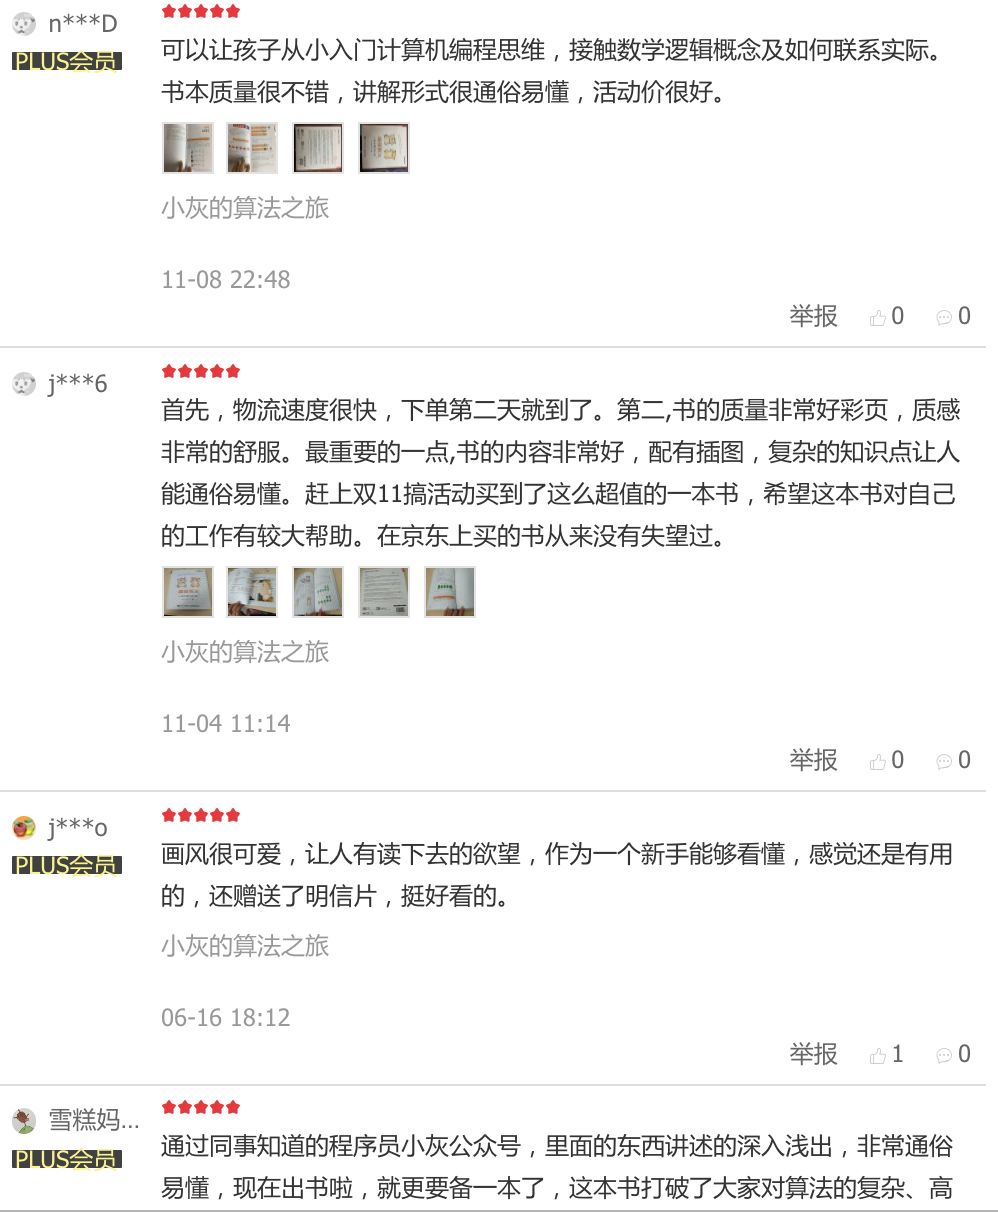 n***D
PLUS会员
可以让孩子从小入门计算机编程思维，接触数学逻辑概念及如何联系实际。
书本质量很不错，讲解形式很通俗易懂，活动价很好。
小灰的算法之旅
11-08 22:48
举报 0 0
j***6
首先，物流速度很快，下单第二天就到了。第二,书的质量非常好彩页，质感
非常的舒服。最重要的一点,书的内容非常好，配有插图，复杂的知识点让人
能通俗易懂。赶上双11搞活动买到了这么超值的一本书，希望这本书对自己
的工作有较大帮助。在京东上买的书从来没有失望过。
小灰的算法之旅
11-04 11:14
举报 0 0
j***o
PLUS会员
画风很可爱，让人有读下去的欲望，作为一个新手能够看懂，感觉还是有用
的，还赠送了明信片，挺好看的。
小灰的算法之旅
06-16 18:12
举报 1 0
雪糕妈...
PLUS会员
通过同事知道的程序员小灰公众号，里面的东西讲述的深入浅出，非常通俗
易懂，现在出书啦，就更要备一本了，这本书打破了大家对算法的复杂、高